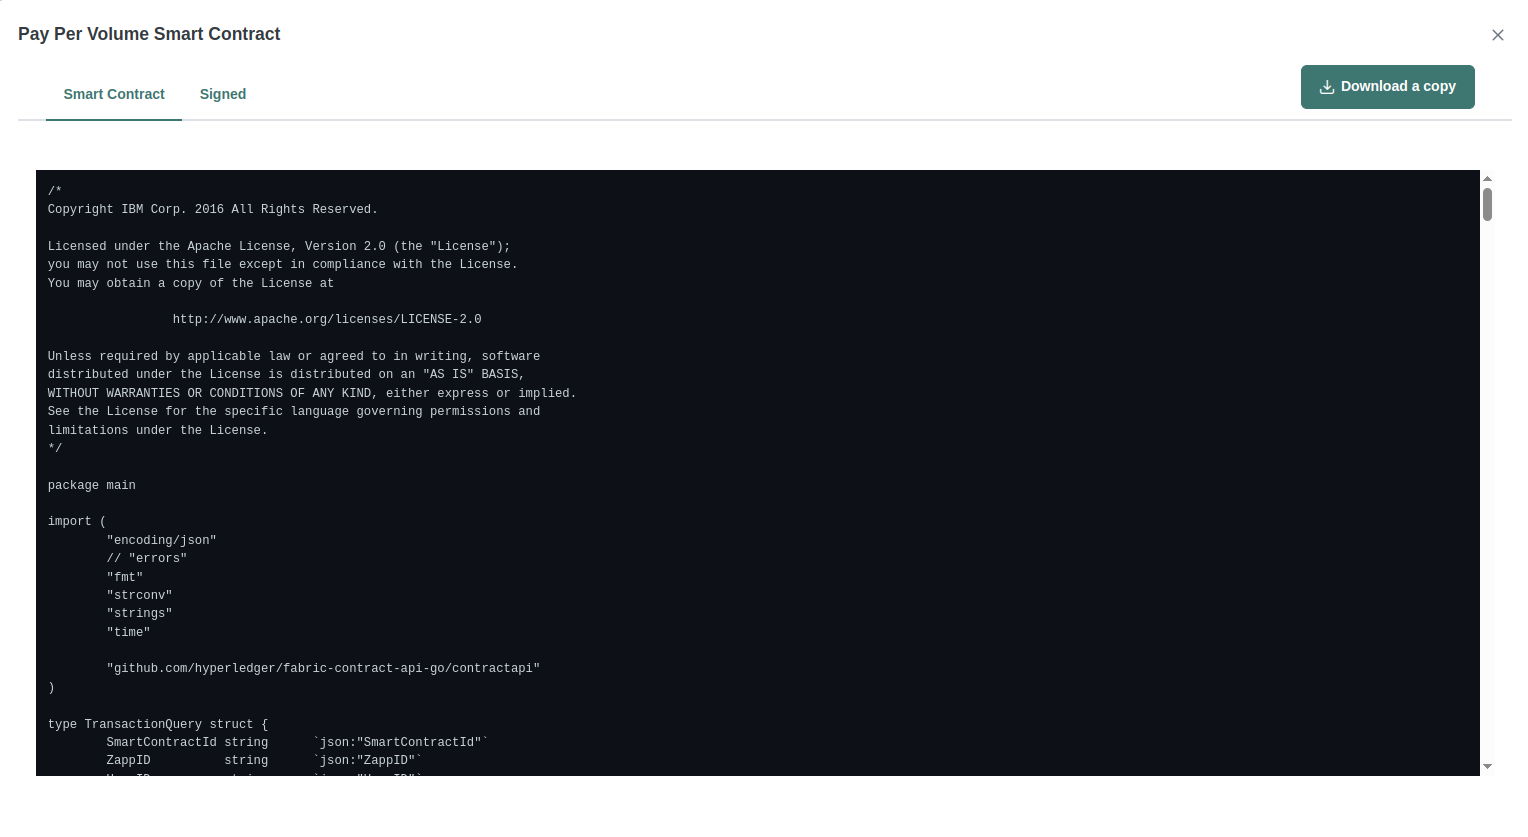 Pay Per Volume Smart Contract
Smart Contract
Signed
Download a copy
/*
Copyright IBM Corp. 2016 All Rights Reserved.
Licensed under the Apache License, Version 2.0 (the "License");
you may not use this file except in compliance with the License.
You may obtain a copy of the License at
http://www.apache.org/licenses/LICENSE-2.0
Unless required by applicable law or agreed to in writing, software
distributed under the License is distributed on an "AS IS" BASIS,
WITHOUT WARRANTIES OR CONDITIONS OF ANY KIND, either express or implied.
See the License for the specific language governing permissions and
limitations under the License.
*/
package main
import (
"encoding/json"
// "errors"
"fmt"
"strconv"
"strings"
"time"
"github.com/hyperledger/fabric-contract-api-go/contractapi"
)
type TransactionQuery struct {
SmartContractId string `json:"SmartContractId"`
ZappID string `json:"ZappID"`